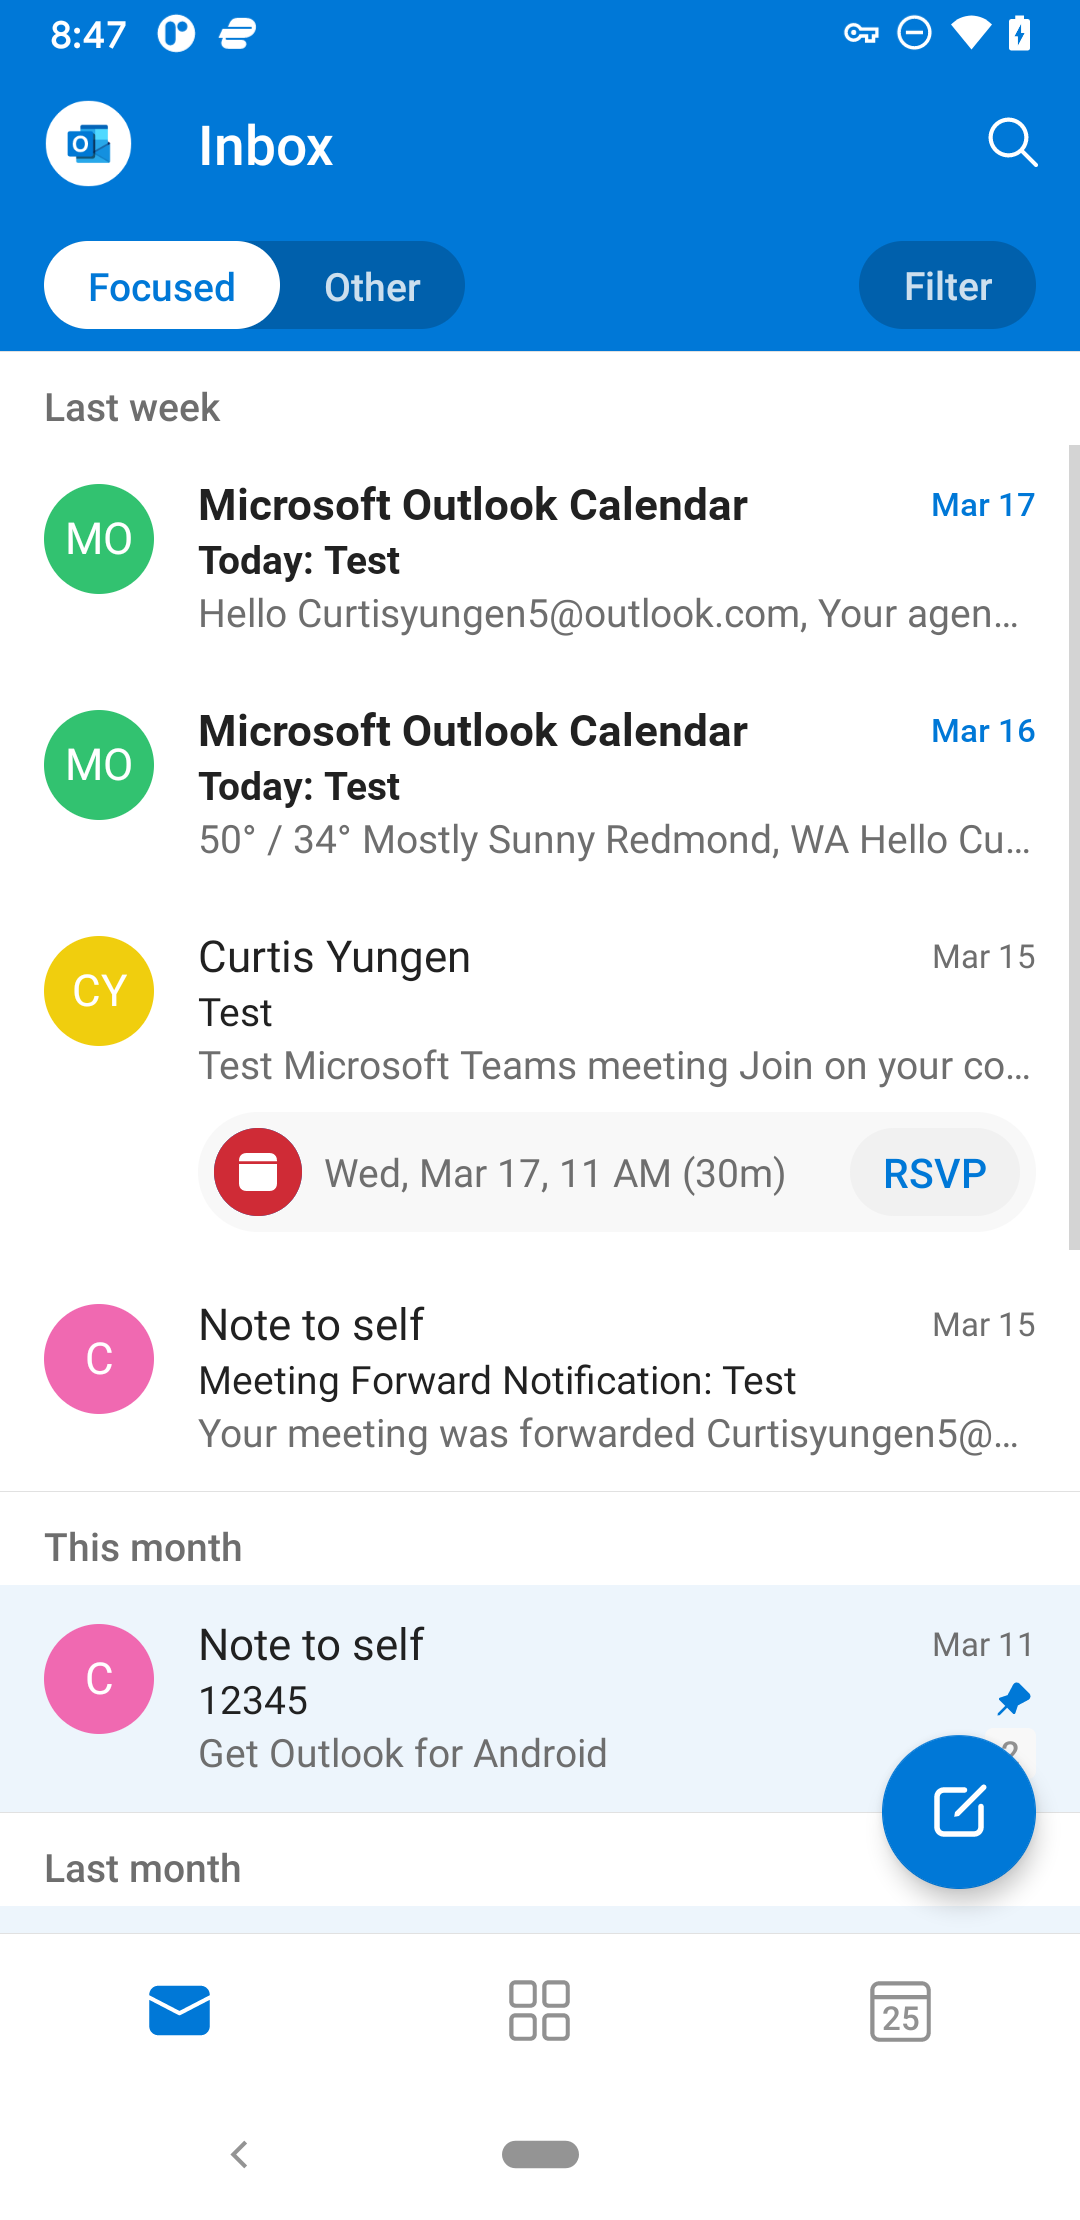 8:47
Inbox
Focused
Other
Filter
Last week
MO
Microsoft Outlook Calendar
Mar 17
Today: Test
Hello Curtisyungen5@outlook.com, Your agen...
MO
Microsoft Outlook Calendar
Mar 16
Today: Test
50° / 34° Mostly Sunny Redmond, WA Hello Cu...
CY
Curtis Yungen
Mar 15
Test
Test Microsoft Teams meeting Join on your co...
Wed, Mar 17, 11 AM (30m)
RSVP
C
Note to self
Mar 15
Meeting Forward Notification: Test
Your meeting was forwarded Curtisyungen5@...
This month
C
Note to self
Mar 11
12345
Get Outlook for Android
Last month
25